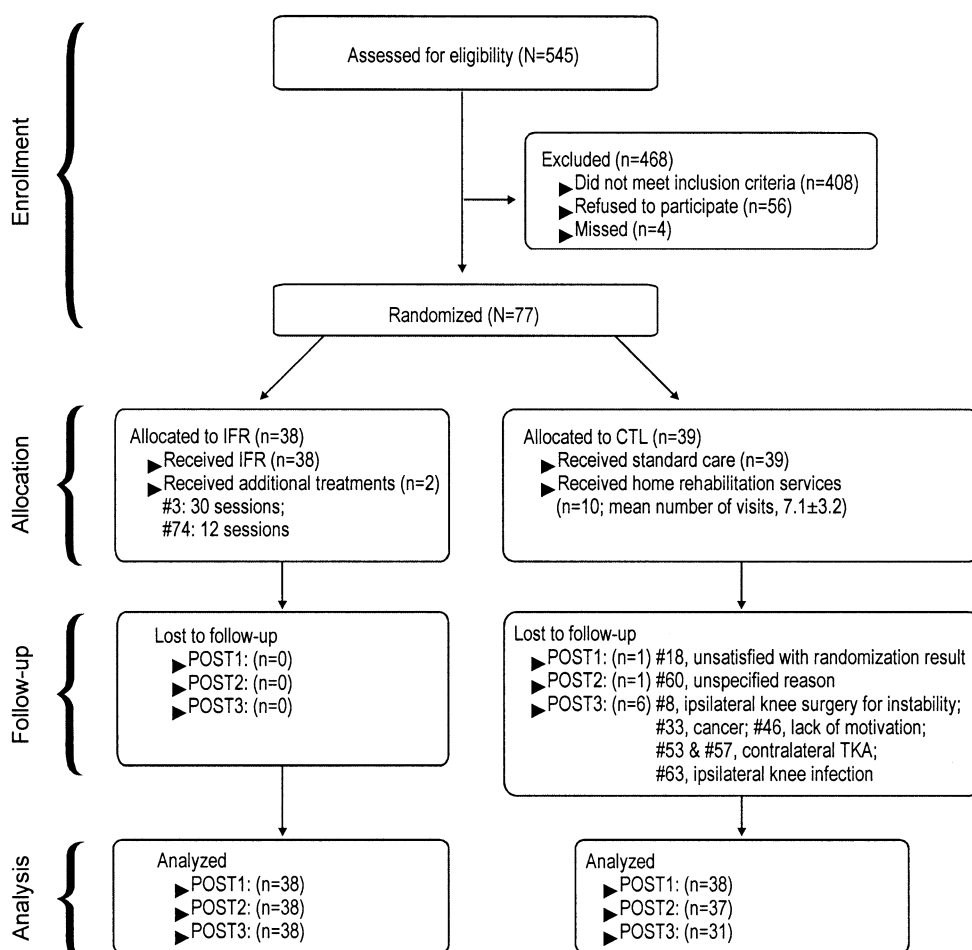 Enrollment
Assessed for eligibility (N=545)
Excluded (n=468)
▶Did not meet inclusion criteria (408)
▶Refused to participate (n=56)
▶Missed (n=4)
Randomized (N=77)
Allocation
Allocated to IFR (n=38)
▶Received IFR (n=38)
▶Received additional treatments (n=2)
#3: 30 sessions;
#74: 12 sessions
Allocated to CTL (n=39)
▶Received standard care (n=39)
▶Received home rehabilitation services
(n=10; mean number of visits, 7.1±3.2)
Follow-up
Lost to follow-up
▶POST1: (n=0)
▶POST2: (n=0)
▶POST3: (n=0)
Lost to follow-up
▶POST1: (n=1) #18, unsatisfied with randomization result
▶POST2: (n=1) #60, unspecified reason
▶POST3: (n=6) #8, ipsilateral knee surgery for instability;
#33, cancer; #46, lack of motivation;
#53 & #57, contralateral TKA;
#63, ipsilateral knee infection
Analysis
Analyzed
▶POST1: (n=38)
▶POST2: (n=38)
▶POST3: (n=38)
Analyzed
▶POST1: (n=38)
▶POST2: (n=37)
▶POST3: (n=31)